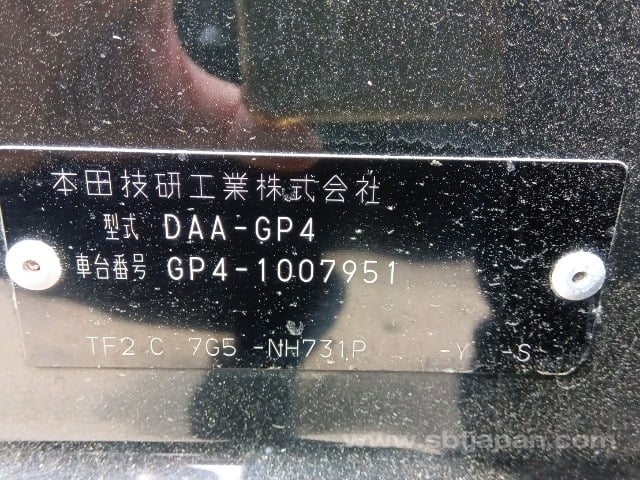 本田技研工業株式会社
型式 DAA-GP4
車台番号 GP4-1007951
TF2 C 7G5 -NH731P -Y -S
www.sbtjapan.com